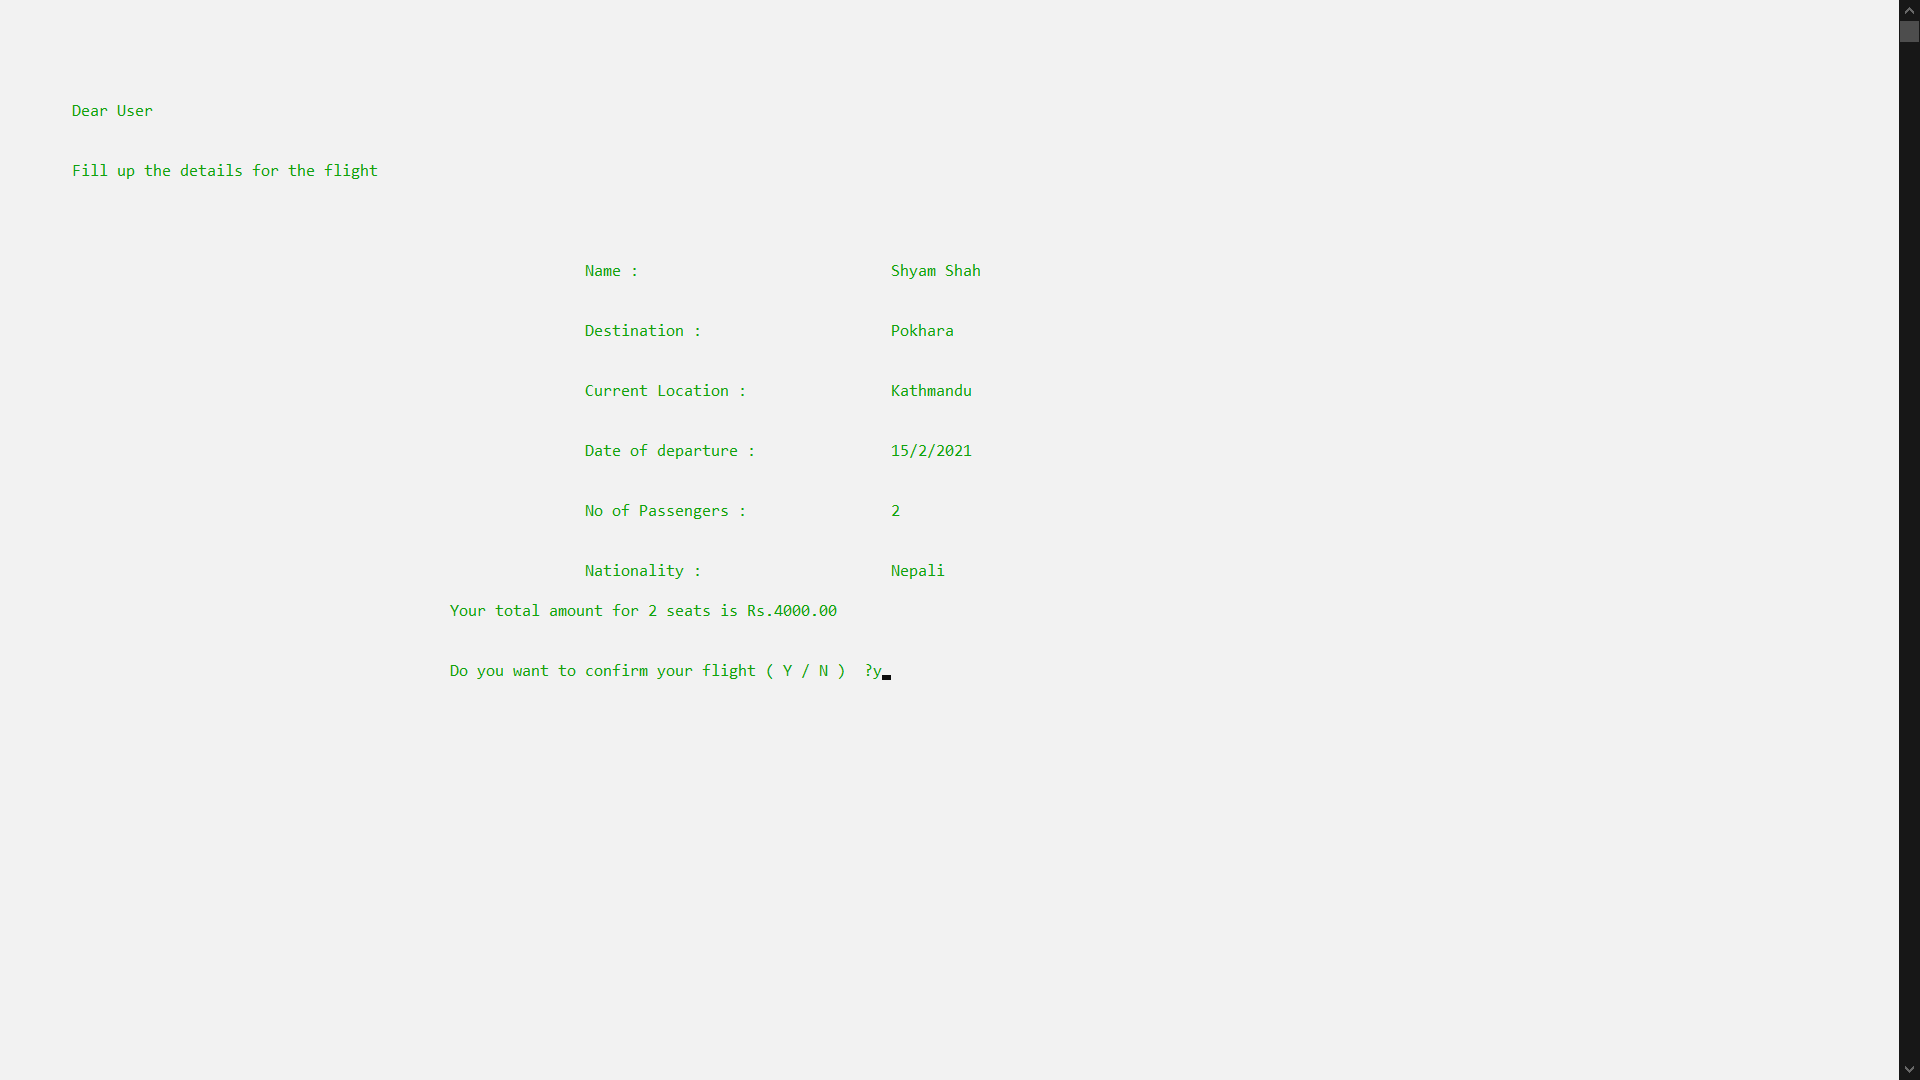 Dear User
Fill up the details for the flight
Name : Shyam Shah
Destination : Pokhara
Current Location : Kathmandu
Date of departure : 15/2/2021
No of Passengers : 2
Nationality : Nepali
Your total amount for 2 seats is Rs.4000.00
Do you want to confirm your flight ( Y / N )  ?y